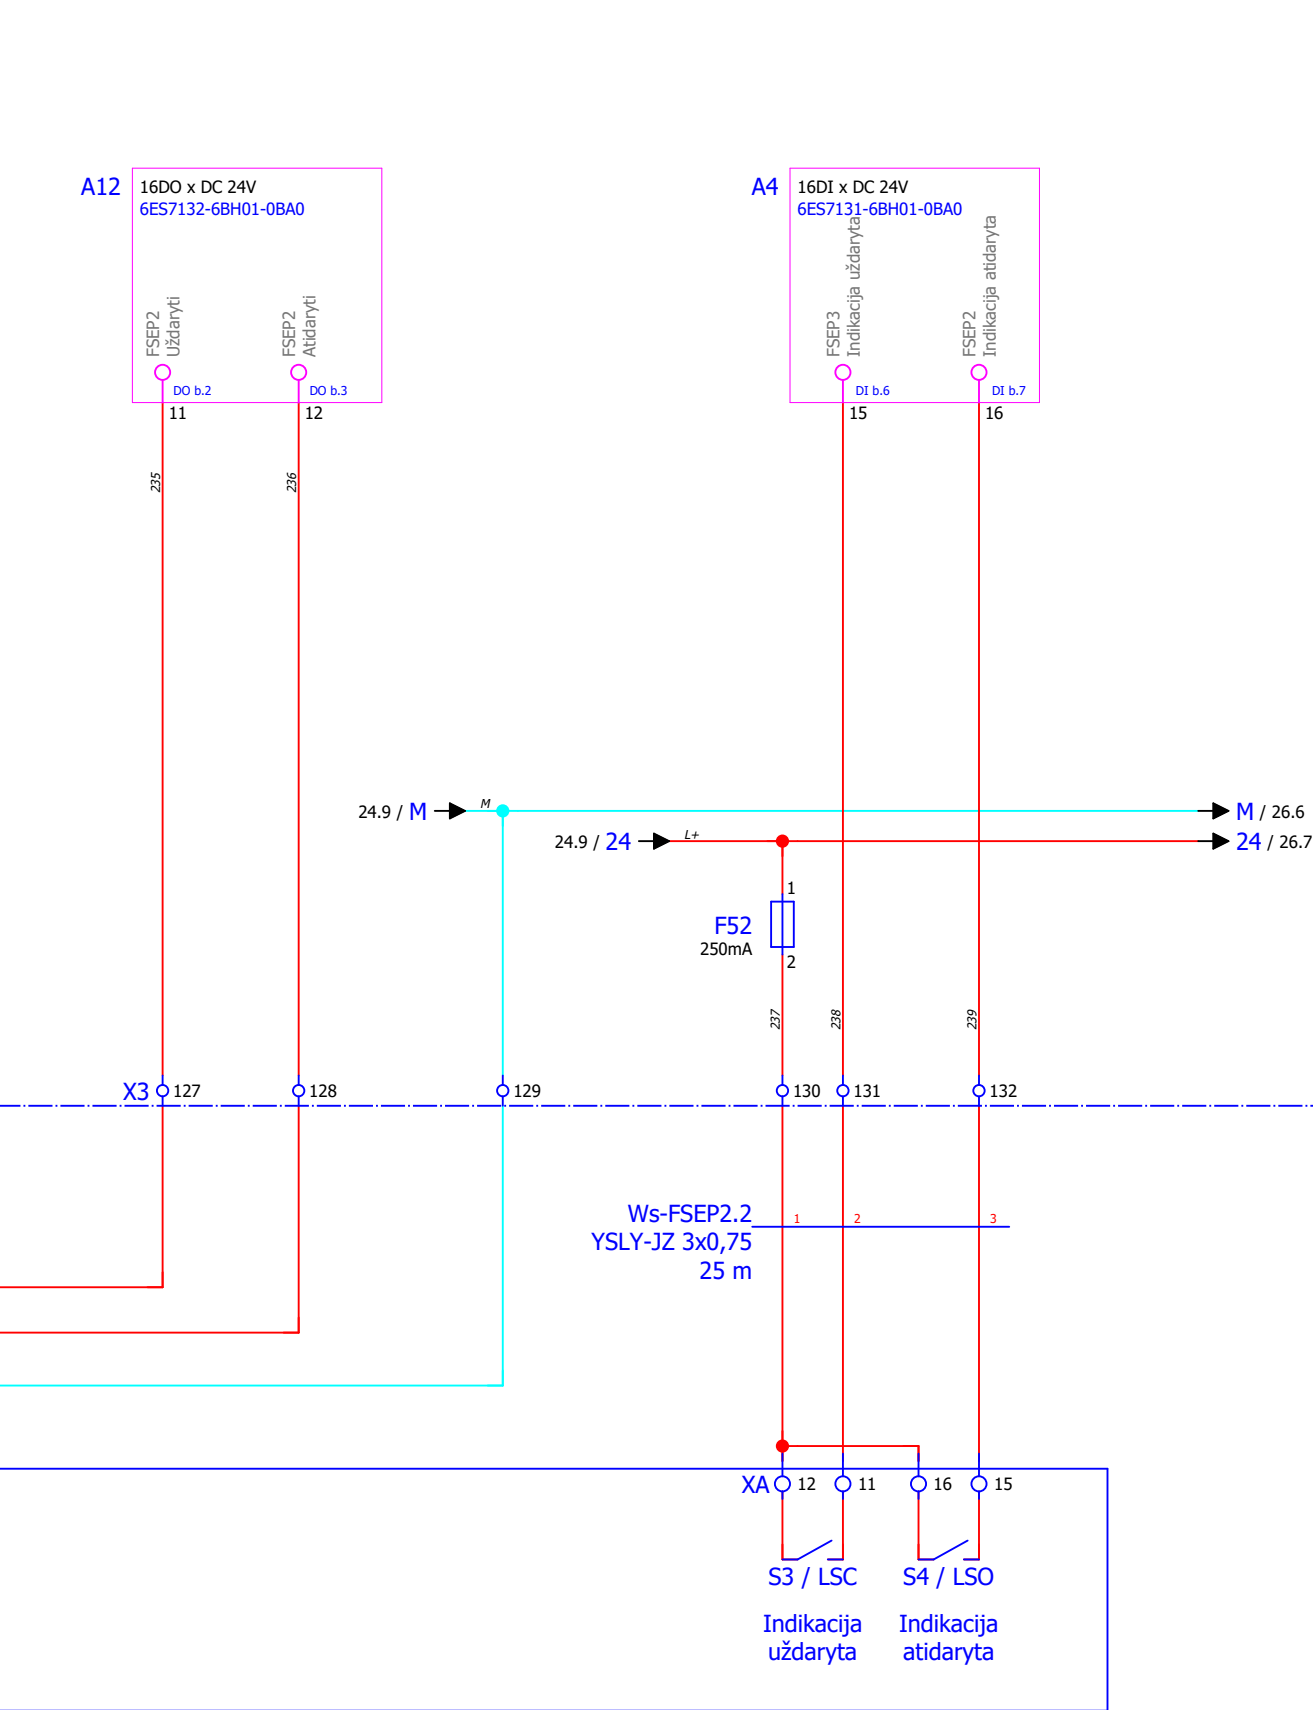 A12
16DO x DC 24V
6ES7132-6BH01-0BA0
FSEP2
Uždaryti
FSEP2
Atidaryti
DO b.2
DO b.3
11
12
A4
16DI x DC 24V
6ES7131-6BH01-0BA0
FSEP3
Indikacija uždaryta
FSEP2
Indikacija atidaryta
DI b.6
DI b.7
15
16
235
236
24.9 / M
M
M / 26.6
24.9 / 24
L+
24 / 26.7
1
F52
250mA
2
237
238
239
X3
127
128
129
130
131
132
Ws-FSEP2.2
YSLY-JZ 3x0,75
25 m
1
2
3
XA
12
11
16
15
S3 / LSC
S4 / LSO
Indikacija
uždaryta
Indikacija
atidaryta